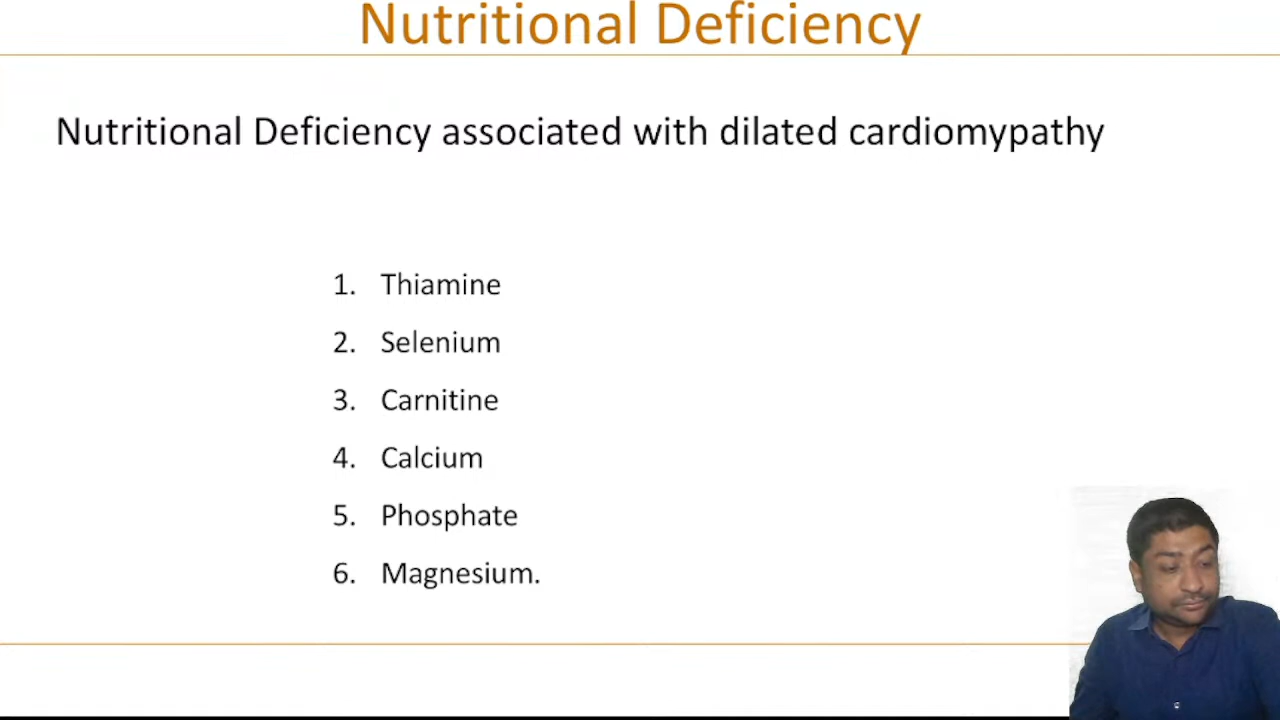 Nutritional Deficiency
Nutritional Deficiency associated with dilated cardiomypathy
1. Thiamine
2. Selenium
3. Carnitine
4. Calcium
5. Phosphate
6. Magnesium.